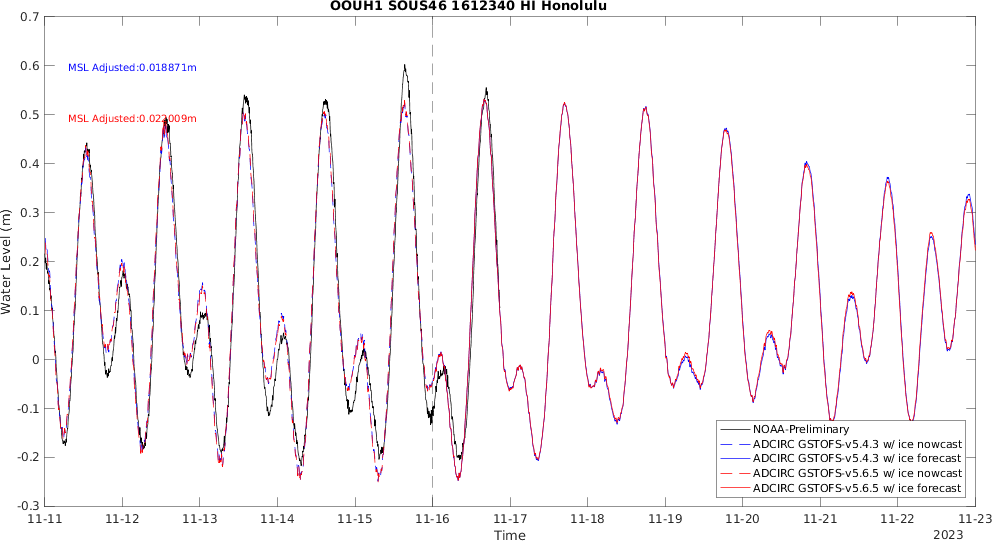 OOUH1 SOUS46 1612340 HI Honolulu
0.7
0.6
0.5
0.4
0.3
0.2
0.1
0
-0.1
-0.2
-0.3
Water Level (m)
MSL Adjusted:0.018871m
MSL Adjusted:0.022009m
NOAA-Preliminary
ADCIRC GSTOFS-v5.4.3 w/ ice nowcast
ADCIRC GSTOFS-v5.4.3 w/ ice forecast
ADCIRC GSTOFS-v5.6.5 w/ ice nowcast
ADCIRC GSTOFS-v5.6.5 w/ ice forecast
11-11 11-12 11-13 11-14 11-15 11-16 11-17 11-18 11-19 11-20 11-21 11-22 11-23
Time
2023